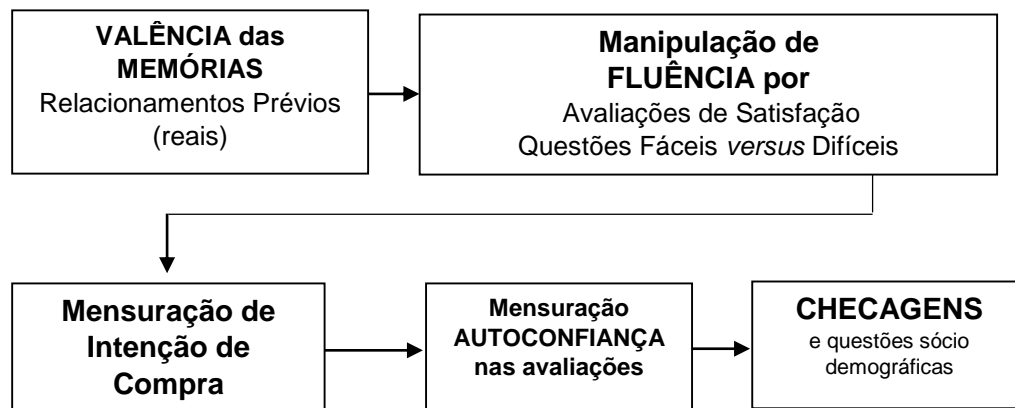 VALÊNCIA das
MEMÓRIAS
Relacionamentos Prévios
(reais)
Manipulação de
FLUÊNCIA por
Avaliações de Satisfação
Questões Fáceis versus Difíceis
Mensuração de
Intenção de
Compra
Mensuração
AUTOCONFIANÇA
nas avaliações
CHECAGENS
e questões sócio
demográficas